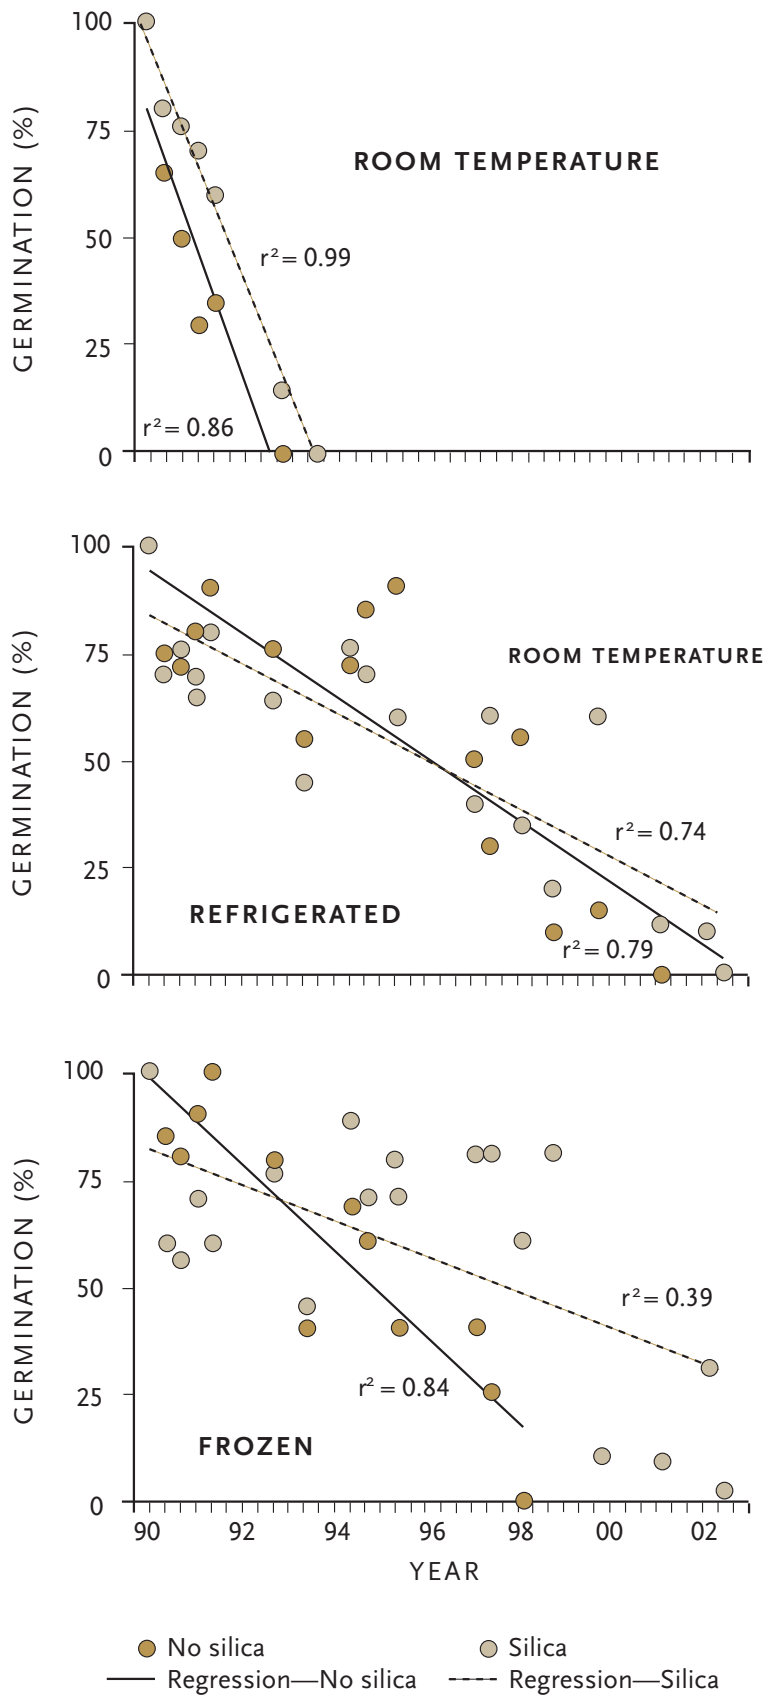 100
75
50
25
0
GERMINATION (%)
ROOM TEMPERATURE
r² = 0.99
r² = 0.86
100
75
50
25
0
GERMINATION (%)
ROOM TEMPERATURE
r² = 0.74
REFRIGERATED
r² = 0.79
100
75
50
25
0
GERMINATION (%)
r² = 0.39
r² = 0.84
FROZEN
90 92 94 96 98 00 02
YEAR
No silica Silica
Regression—No silica Regression—Silica